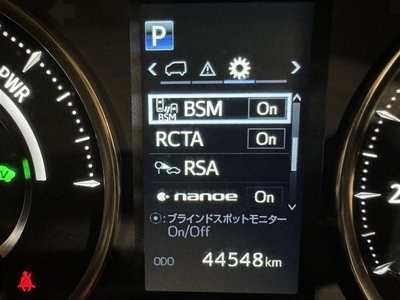 P
BSM BSM On
RCTA On
RSA
nanoe On
:ブラインドスポットモニター
On/Off
ODO 44548km
PWR
2